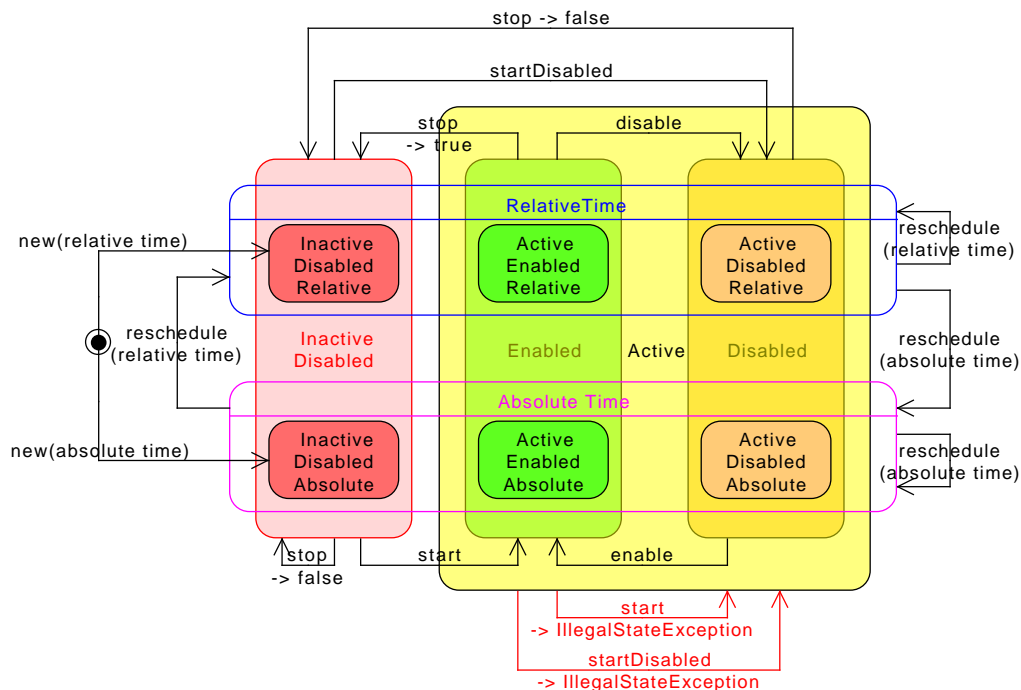 stop -> false
startDisabled
stop
-> true
disable
RelativeTime
new(relative time)
Inactive
Disabled
Relative
Active
Enabled
Relative
Active
Disabled
Relative
reschedule
(relative time)
reschedule
(relative time)
Inactive
Disabled
Enabled
Active
Disabled
reschedule
(absolute time)
Absolute Time
new(absolute time)
Inactive
Disabled
Absolute
Active
Enabled
Absolute
Active
Disabled
Absolute
reschedule
(absolute time)
stop
-> false
start
enable
start
-> IllegalStateException
startDisabled
-> IllegalStateException